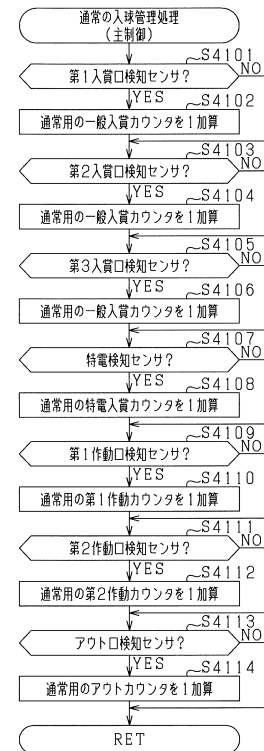 通常の入球管理処理
(主制御)
S4101
第1入賞口検知センサ?
NO
YES
S4102
通常用の一般入賞カウンタを1加算
S4103
第2入賞口検知センサ?
NO
YES
S4104
通常用の一般入賞カウンタを1加算
S4105
第3入賞口検知センサ?
NO
YES
S4106
通常用の一般入賞カウンタを1加算
S4107
特電検知センサ?
NO
YES
S4108
通常用の特電入賞カウンタを1加算
S4109
第1作動口検知センサ?
NO
YES
S4110
通常用の第1作動カウンタを1加算
S4111
第2作動口検知センサ?
NO
YES
S4112
通常用の第2作動カウンタを1加算
S4113
アウト口検知センサ?
NO
YES
S4114
通常用のアウトカウンタを1加算
RET